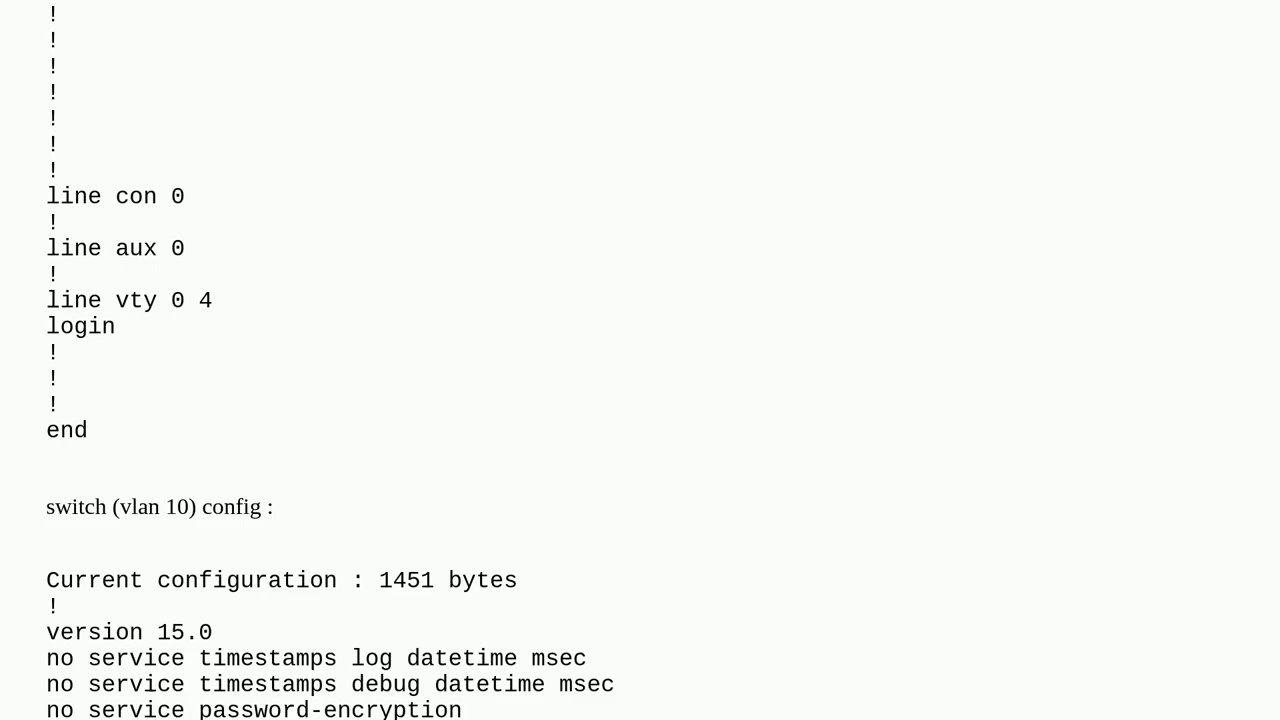 !
!
!
!
!
!
!
line con 0
!
line aux 0
!
line vty 0 4
login
!
!
!
end
switch (vlan 10) config :
Current configuration : 1451 bytes
!
version 15.0
no service timestamps log datetime msec
no service timestamps debug datetime msec
no service password-encryption